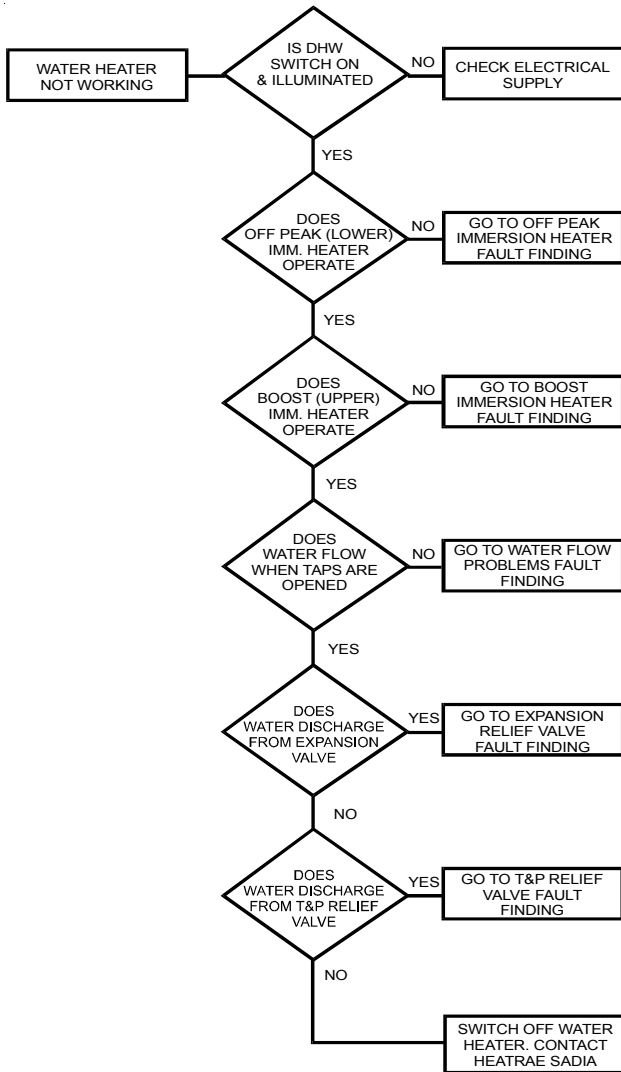 WATER HEATER
NOT WORKING
IS DHW
SWITCH ON
& ILLUMINATED
NO
CHECK ELECTRICAL
SUPPLY
YES
DOES
OFF PEAK (LOWER)
IMM. HEATER
OPERATE
NO
GO TO OFF PEAK
IMMERSION HEATER
FAULT FINDING
YES
DOES
BOOST (UPPER)
IMM. HEATER
OPERATE
NO
GO TO BOOST
IMMERSION HEATER
FAULT FINDING
YES
DOES
WATER FLOW
WHEN TAPS ARE
OPENED
NO
GO TO WATER FLOW
PROBLEMS FAULT
FINDING
YES
DOES
WATER DISCHARGE
FROM EXPANSION
VALVE
YES
GO TO EXPANSION
RELIEF VALVE
FAULT FINDING
NO
DOES
WATER DISCHARGE
FROM T&P RELIEF
VALVE
YES
GO TO T&P RELIEF
VALVE FAULT
FINDING
NO
SWITCH OFF WATER
HEATER. CONTACT
HEATRAE SADIA